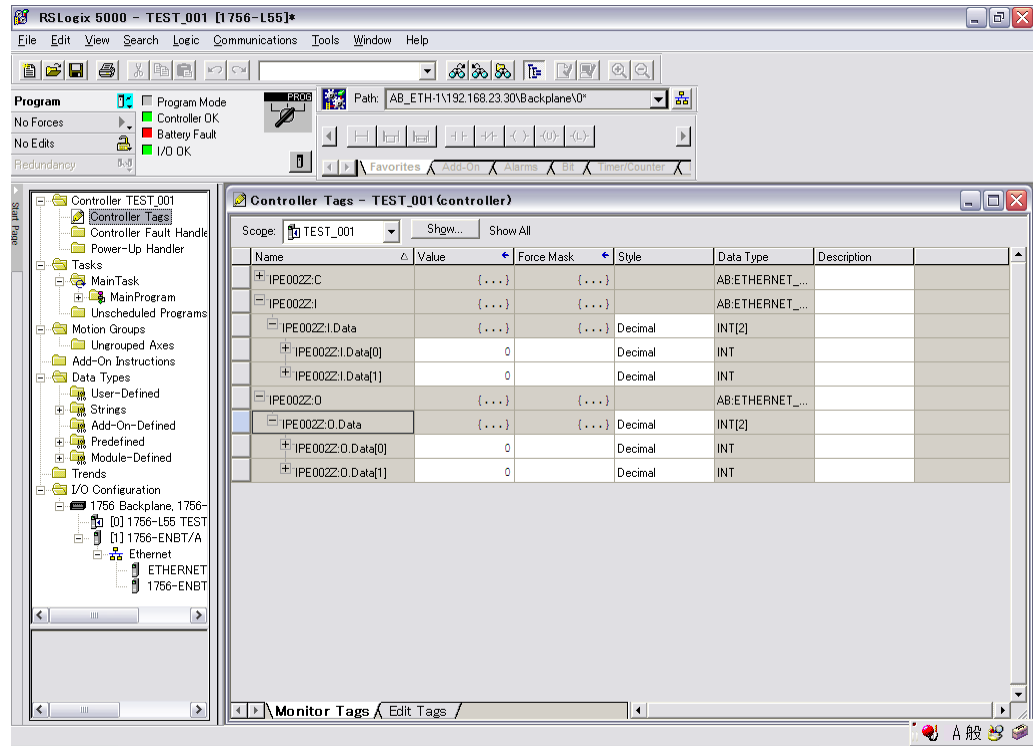 RSLogix 5000 - TEST_001 [1756-L55]*
File Edit View Search Logic Communications Tools Window Help
Program
No Forces
No Edits
Redundancy
Program Mode
Controller OK
Battery Fault
I/O OK
PROG
Path: AB_ETH-1\192.168.23.30\Backplane\0*
Favorites Add-On Alarms Bit Timer/Counter
Start Page
Controller TEST_001
Controller Tags
Controller Fault Handle
Power-Up Handler
Tasks
MainTask
MainProgram
Unscheduled Programs
Motion Groups
Ungrouped Axes
Add-On Instructions
Data Types
User-Defined
Strings
Add-On-Defined
Predefined
Module-Defined
Trends
I/O Configuration
1756 Backplane, 1756-
[0] 1756-L55 TEST
[1] 1756-ENBT/A
Ethernet
ETHERNET
1756-ENBT
Controller Tags - TEST_001(controller)
Scope: TEST_001 Show... Show All
Name Value Force Mask Style Data Type Description
IPE002Z:C {...} {...} AB:ETHERNET_...
IPE002Z:I {...} {...} AB:ETHERNET_...
IPE002Z:I.Data {...} {...} Decimal INT[2]
IPE002Z:I.Data[0] 0 Decimal INT
IPE002Z:I.Data[1] 0 Decimal INT
IPE002Z:O {...} {...} AB:ETHERNET_...
IPE002Z:O.Data {...} {...} Decimal INT[2]
IPE002Z:O.Data[0] 0 Decimal INT
IPE002Z:O.Data[1] 0 Decimal INT
Monitor Tags Edit Tags
A 般